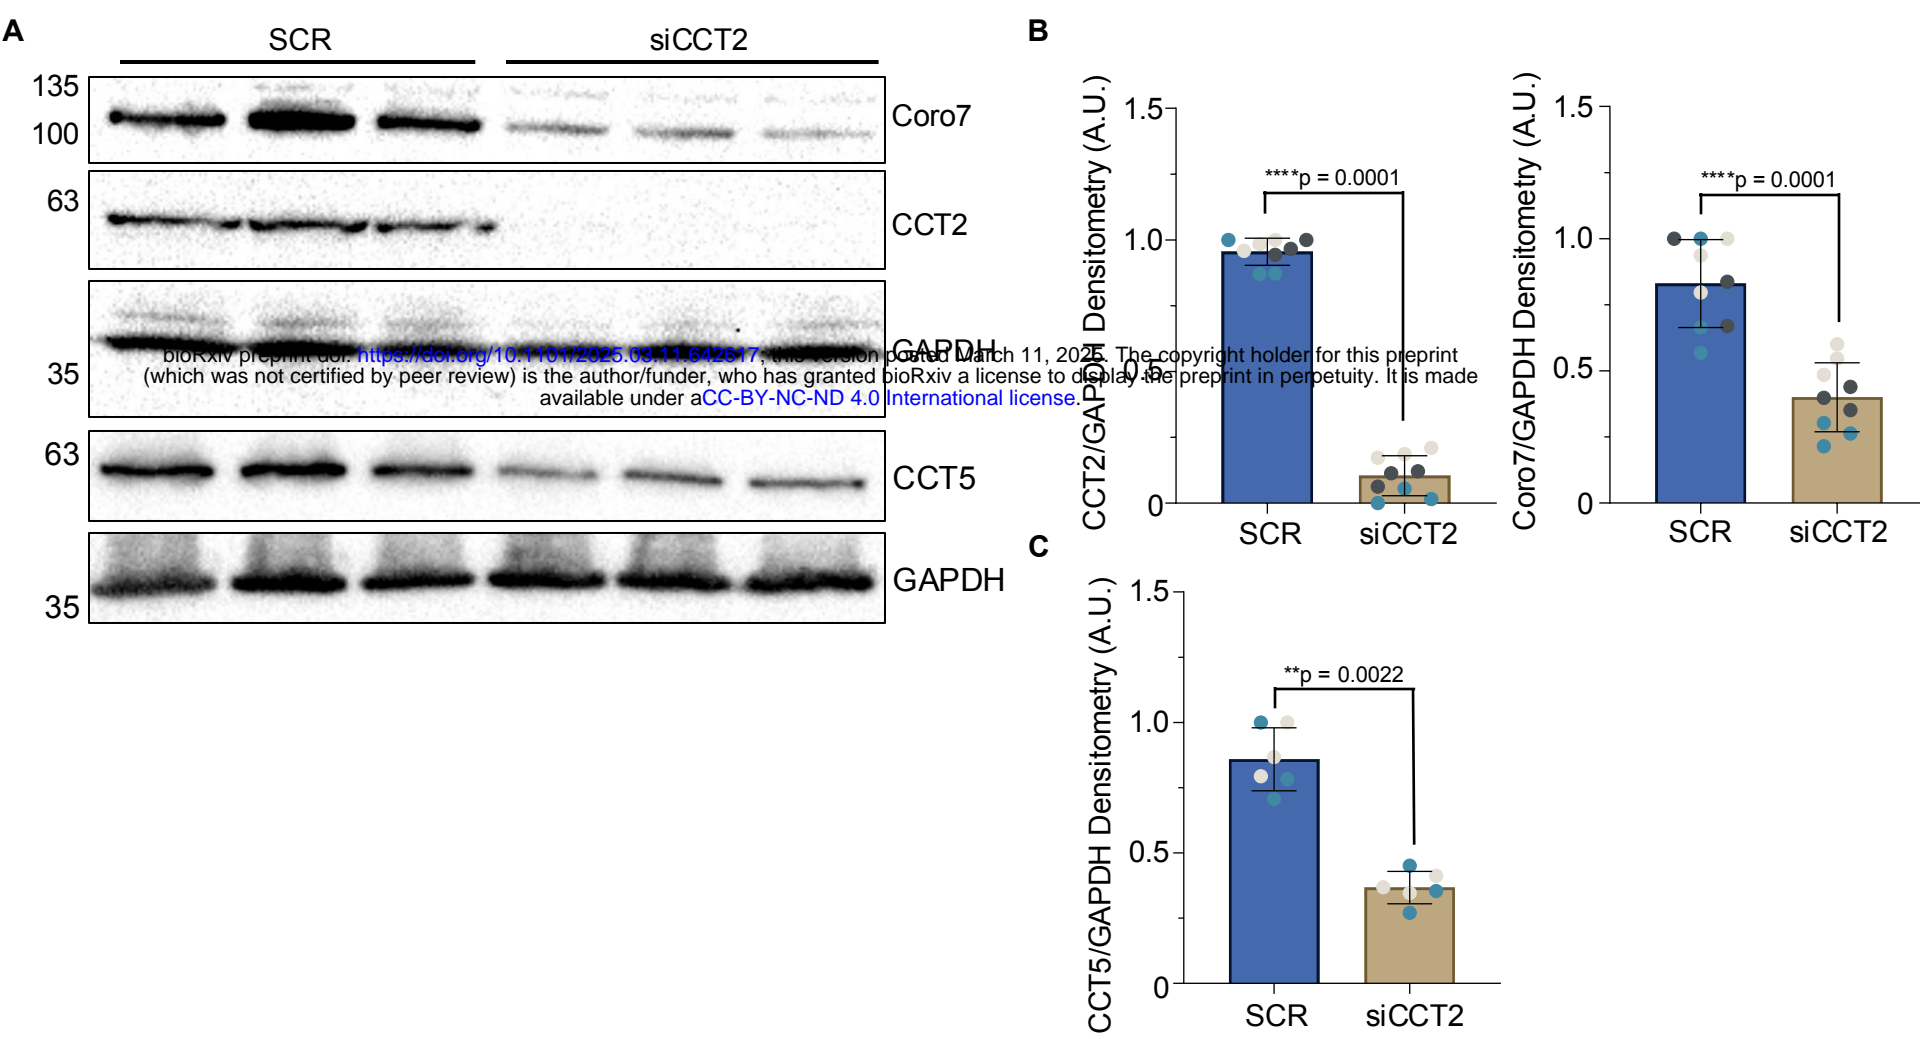 A
SCR
siCCT2
135
100
Coro7
63
CCT2
GAPDH
35
bioRxiv preprint doi: https://doi.org/10.1101/2025.03.11.642617; this version posted March 11, 2025. The copyright holder for this preprint
(which was not certified by peer review) is the author/funder, who has granted bioRxiv a license to display the preprint in perpetuity. It is made
available under aCC-BY-NC-ND 4.0 International license.
63
CCT5
GAPDH
35
B
CCT2/GAPDH Densitometry (A.U.)
1.5
1.0
0.5
0
****p = 0.0001
SCR
siCCT2
Coro7/GAPDH Densitometry (A.U.)
1.5
1.0
0.5
0
****p = 0.0001
SCR
siCCT2
C
CCT5/GAPDH Densitometry (A.U.)
1.5
1.0
0.5
0
**p = 0.0022
SCR
siCCT2